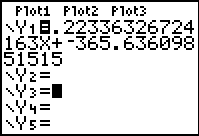 Plot1 Plot2 Plot3
\Y1=.22336326724
163X+-365.636098
51515
\Y2=
\Y3=
\Y4=
\Y5=